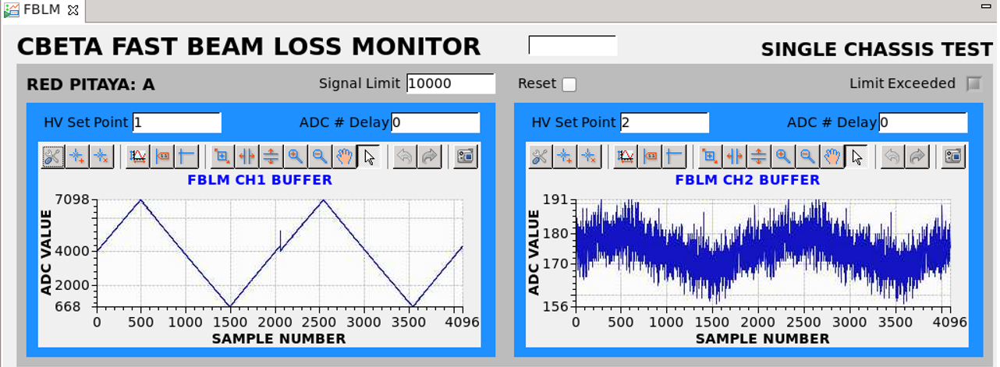 FBLM
CBETA FAST BEAM LOSS MONITOR
SINGLE CHASSIS TEST
RED PITAYA: A
Signal Limit 10000
Reset
Limit Exceeded
HV Set Point 1
ADC # Delay 0
HV Set Point 2
ADC # Delay 0
FBLM CH1 BUFFER
ADC VALUE
7098
4000
2000
668
0 500 1000 1500 2000 2500 3000 3500 4096
SAMPLE NUMBER
FBLM CH2 BUFFER
ADC VALUE
191
180
170
156
0 500 1000 1500 2000 2500 3000 3500 4096
SAMPLE NUMBER